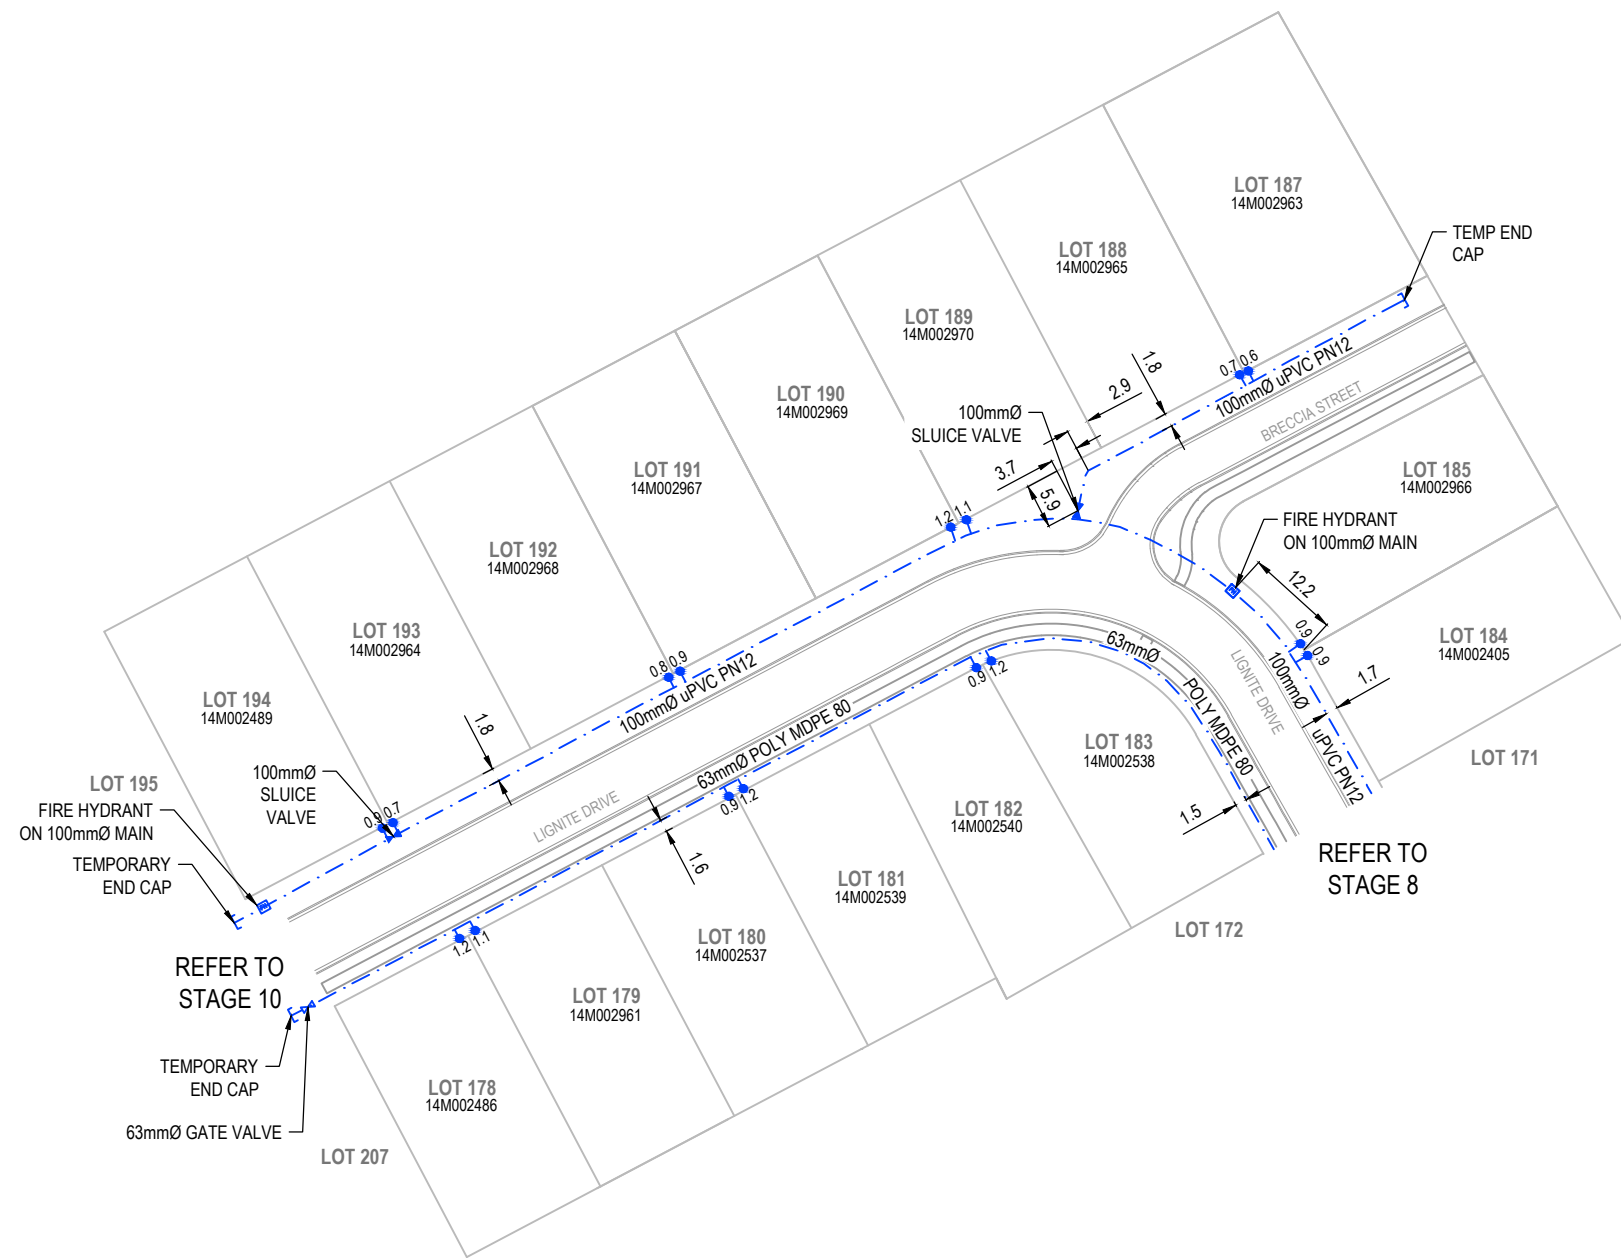 LOT 187
14M002963
TEMP END
CAP
LOT 188
14M002965
LOT 189
14M002970
1.8
2.9
0.7
0.6
100mmØ uPVC PN12
BRECCIA STREET
100mmØ
SLUICE VALVE
LOT 190
14M002969
3.7
5.9
LOT 191
14M002967
LOT 185
14M002966
1.2
1.1
FIRE HYDRANT
ON 100mmØ MAIN
12.2
LOT 192
14M002968
LOT 193
14M002964
0.9
0.9
LOT 184
14M002405
1.7
LOT 194
14M002489
0.8
0.9
100mmØ uPVC PN12
63mmØ
POLY MDPE 80
LIGNITE DRIVE
100mmØ
uPVC PN12
0.9
1.2
63mmØ POLY MDPE 80
LOT 183
14M002538
LOT 171
1.8
LOT 195
FIRE HYDRANT
ON 100mmØ MAIN
100mmØ
SLUICE
VALVE
0.9
0.7
LIGNITE DRIVE
0.9
1.2
1.5
LOT 182
14M002540
TEMPORARY
END CAP
1.6
REFER TO
STAGE 8
LOT 181
14M002539
LOT 172
1.2
1.1
LOT 180
14M002537
REFER TO
STAGE 10
LOT 179
14M002961
TEMPORARY
END CAP
LOT 178
14M002486
63mmØ GATE VALVE
LOT 207